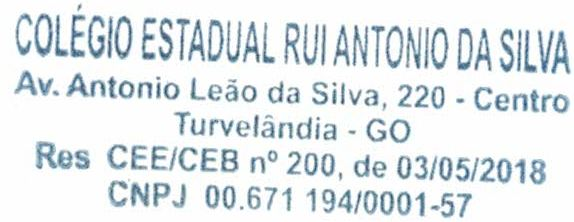 COLÉGIO ESTADUAL RUI ANTONIO DA SILVA
Av. Antonio Leão da Silva, 220 - Centro
Turvelândia - GO
Res CEE/CEB nº 200, de 03/05/2018
CNPJ 00.671 194/0001-57